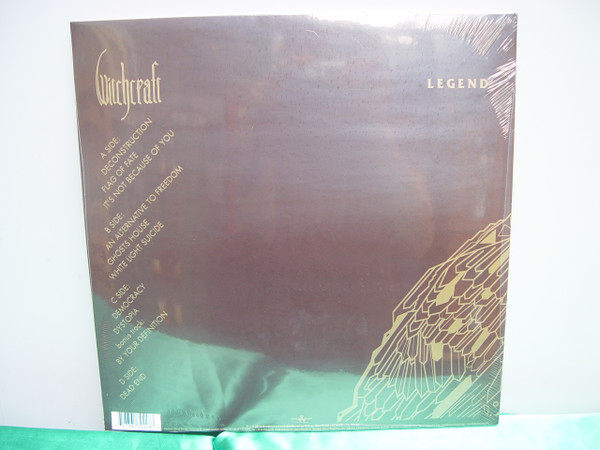 Witchcraft
LEGEND
A SIDE:
DECONSTRUCTION
FLAG OF FATE
IT'S NOT BECAUSE OF YOU
B SIDE:
AN ALTERNATIVE TO FREEDOM
GHOSTS HOUSE
WHITE LIGHT SUICIDE
C SIDE:
DEMOCRACY
DYSTOPIA
bonus track:
BY YOUR DEFINITION
D SIDE:
DEAD END